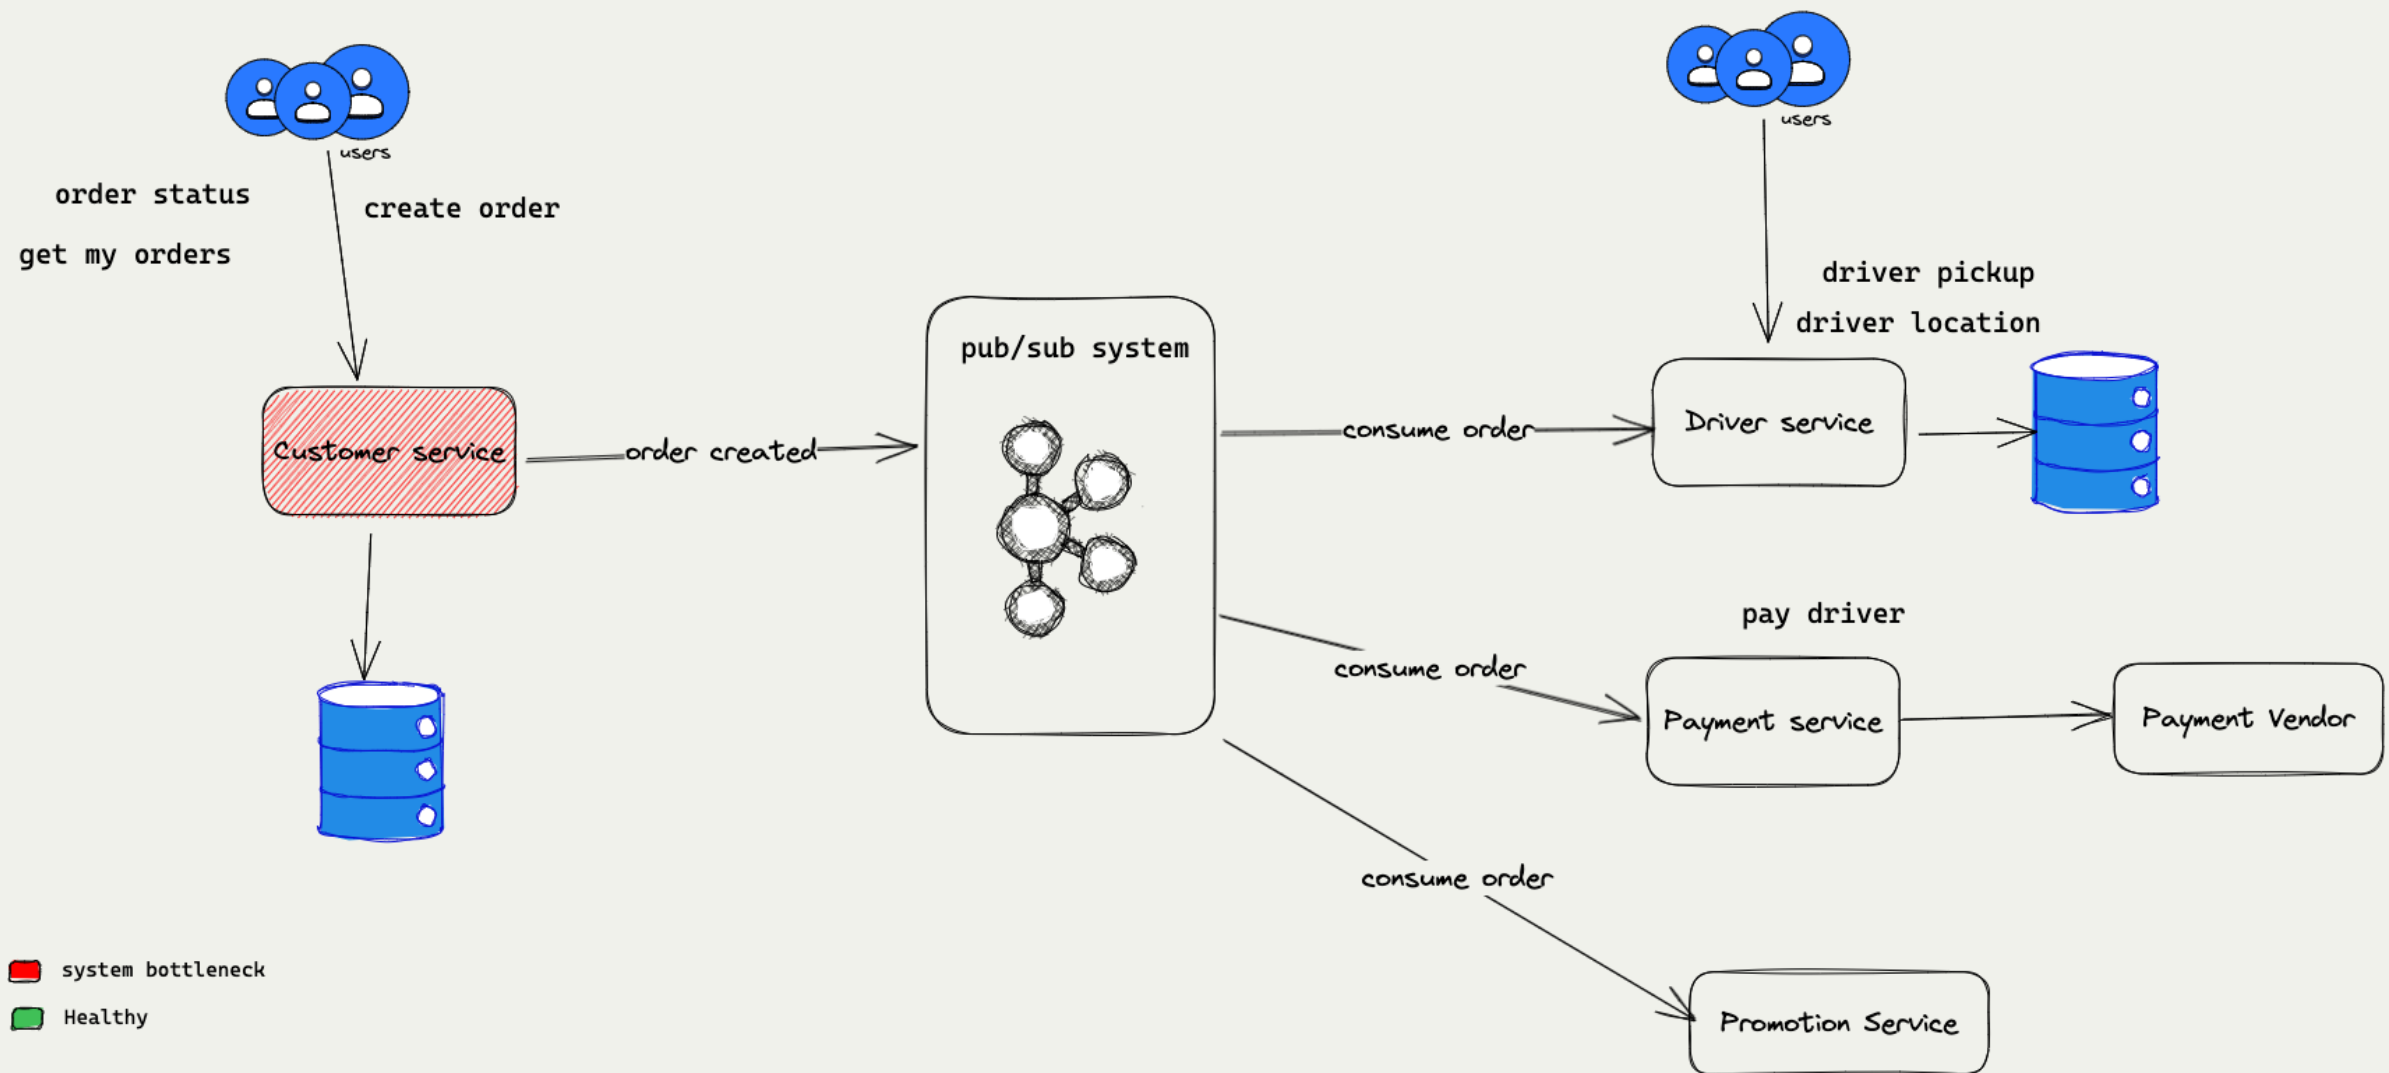 users
users
order status
create order
get my orders
driver pickup
driver location
pub/sub system
Customer service
order created
consume order
Driver service
pay driver
consume order
Payment service
Payment Vendor
consume order
system bottleneck
Healthy
Promotion Service